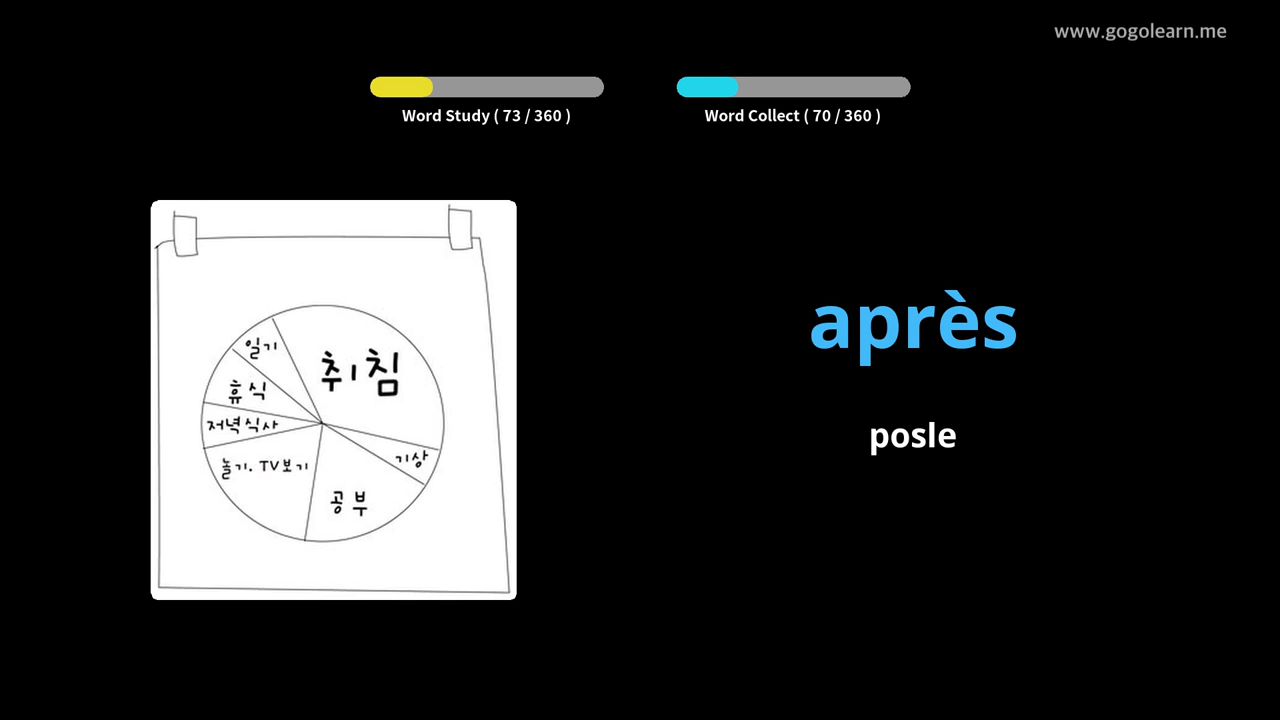 www.gogolearn.me
Word Study ( 73 / 360 )
Word Collect ( 70 / 360 )
일기
취침
휴식
저녁식사
놀기. TV보기
기상
공부
après
posle